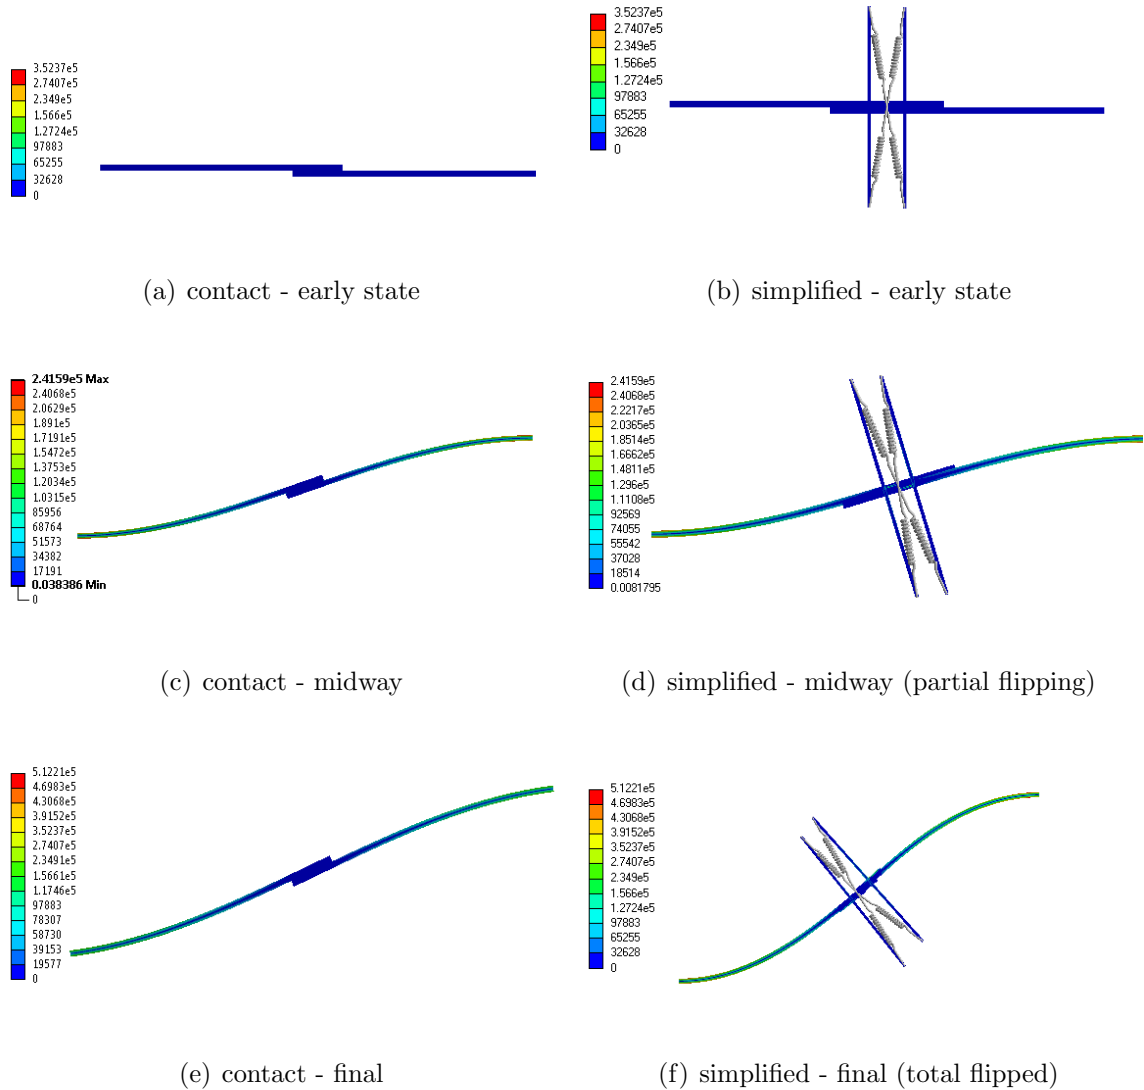 3.5237e5
2.7407e5
2.349e5
1.566e5
1.2724e5
97883
65255
32628
0
3.5237e5
2.7407e5
2.349e5
1.566e5
1.2724e5
97883
65255
32628
0
(a) contact - early state
(b) simplified - early state
2.4159e5 Max
2.4068e5
2.0629e5
1.891e5
1.7191e5
1.5472e5
1.3753e5
1.2034e5
1.0315e5
85956
68764
51573
34382
17191
0.038386 Min
0
2.4159e5
2.4068e5
2.2217e5
2.0365e5
1.8514e5
1.6662e5
1.4811e5
1.296e5
1.1108e5
92569
74055
55542
37028
18514
0.0081795
(c) contact - midway
(d) simplified - midway (partial flipping)
5.1221e5
4.6983e5
4.3068e5
3.9152e5
3.5237e5
2.7407e5
2.3491e5
1.5661e5
1.1746e5
97883
78307
58730
39153
19577
0
5.1221e5
4.6983e5
4.3068e5
3.9152e5
3.5237e5
2.7407e5
2.349e5
1.566e5
1.2724e5
97883
65255
32628
0
(e) contact - final
(f) simplified - final (total flipped)